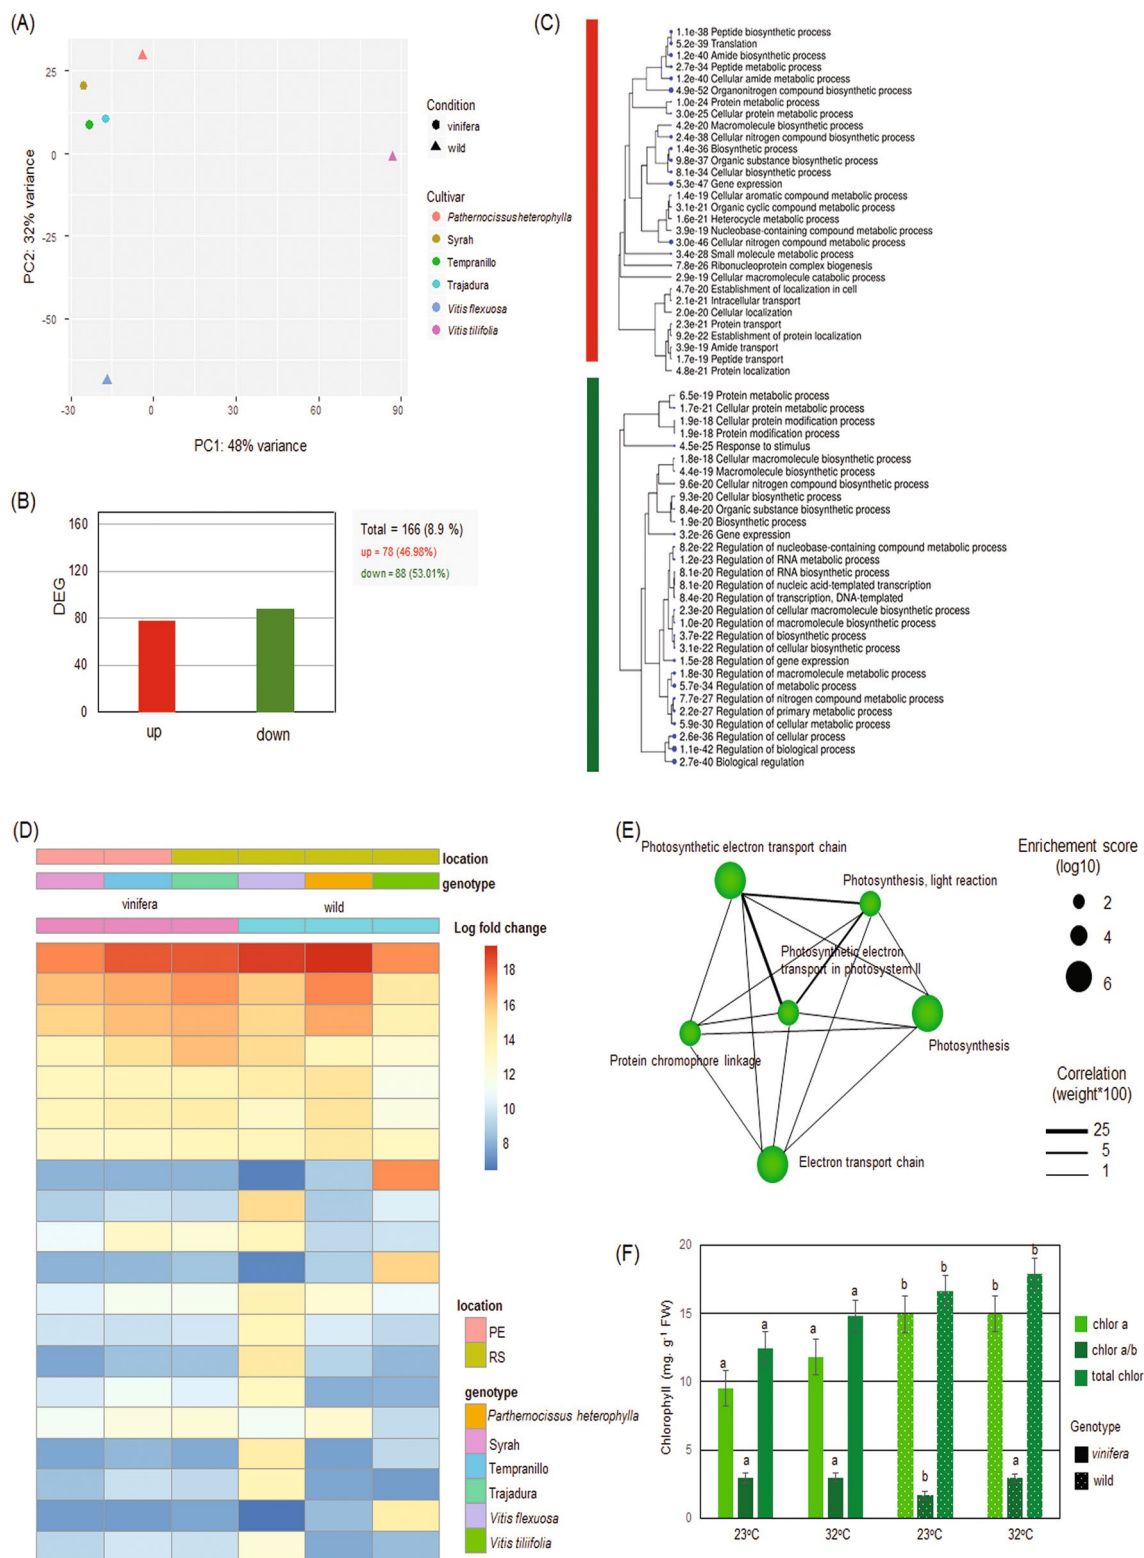 (A)
25
0
-25
-50
-30
0
30
60
90
PC2: 32% variance
PC1: 48% variance
Condition
vinifera
wild
Cultivar
Pathernocissus heterophylla
Syrah
Tempranillo
Trajadura
Vitis flexuosa
Vitis tilifolia
(B)
160
120
80
40
0
DEG
up
down
Total = 166 (8.9 %)
up = 78 (46.98%)
down = 88 (53.01%)
(C)
1.1e-38 Peptide biosynthetic process
5.2e-39 Translation
1.2e-40 Amide biosynthetic process
2.7e-34 Peptide metabolic process
1.2e-40 Cellular amide metabolic process
4.9e-52 Organonitrogen compound biosynthetic process
1.0e-24 Protein metabolic process
3.0e-25 Cellular protein metabolic process
4.2e-20 Macromolecule biosynthetic process
2.4e-38 Cellular nitrogen compound biosynthetic process
1.4e-36 Biosynthetic process
9.8e-37 Organic substance biosynthetic process
8.1e-34 Cellular biosynthetic process
5.3e-47 Gene expression
1.4e-19 Cellular aromatic compound metabolic process
3.1e-21 Organic cyclic compound metabolic process
1.6e-21 Heterocycle metabolic process
3.9e-19 Nucleobase-containing compound metabolic process
3.0e-46 Cellular nitrogen compound metabolic process
3.4e-28 Small molecule metabolic process
7.8e-26 Ribonucleoprotein complex biogenesis
2.9e-19 Cellular macromolecule catabolic process
4.7e-20 Establishment of localization in cell
2.1e-21 Intracellular transport
2.0e-20 Cellular localization
2.3e-21 Protein transport
9.2e-22 Establishment of protein localization
3.9e-19 Amide transport
1.7e-19 Peptide transport
4.8e-21 Protein localization
6.5e-19 Protein metabolic process
1.7e-21 Cellular protein metabolic process
1.9e-18 Cellular protein modification process
1.9e-18 Protein modification process
4.5e-25 Response to stimulus
1.8e-18 Cellular macromolecule biosynthetic process
4.4e-19 Macromolecule biosynthetic process
9.6e-20 Cellular nitrogen compound biosynthetic process
9.3e-20 Cellular biosynthetic process
8.4e-20 Organic substance biosynthetic process
1.9e-20 Biosynthetic process
3.2e-26 Gene expression
8.2e-22 Regulation of nucleobase-containing compound metabolic process
1.2e-23 Regulation of RNA metabolic process
8.1e-20 Regulation of RNA biosynthetic process
8.1e-20 Regulation of nucleic acid-templated transcription
8.4e-20 Regulation of transcription, DNA-templated
2.3e-20 Regulation of cellular macromolecule biosynthetic process
1.0e-20 Regulation of macromolecule biosynthetic process
3.7e-22 Regulation of biosynthetic process
3.1e-22 Regulation of cellular biosynthetic process
1.5e-28 Regulation of gene expression
1.8e-30 Regulation of macromolecule metabolic process
5.7e-34 Regulation of metabolic process
7.7e-27 Regulation of nitrogen compound metabolic process
2.2e-27 Regulation of primary metabolic process
5.9e-30 Regulation of cellular metabolic process
2.6e-36 Regulation of cellular process
1.1e-42 Regulation of biological process
2.7e-40 Biological regulation
(D)
location
genotype
vinifera
wild
Log fold change
18
16
14
12
10
8
location
PE
RS
genotype
Parthernocissus heterophylla
Syrah
Tempranillo
Trajadura
Vitis flexuosa
Vitis tiliifolia
(E)
Photosynthetic electron transport chain
Photosynthesis, light reaction
Photosynthetic electron
transport in photosystem II
Protein chromophore linkage
Photosynthesis
Electron transport chain
Enrichement score
(log10)
2
4
6
Correlation
(weight*100)
25
5
1
(F)
20
15
10
5
0
Chlorophyll (mg. g⁻¹ FW)
a
a
a
a
a
a
b
b
b
b
a
b
23ºC
32ºC
23ºC
32ºC
chlor a
chlor a/b
total chlor
Genotype
vinifera
wild